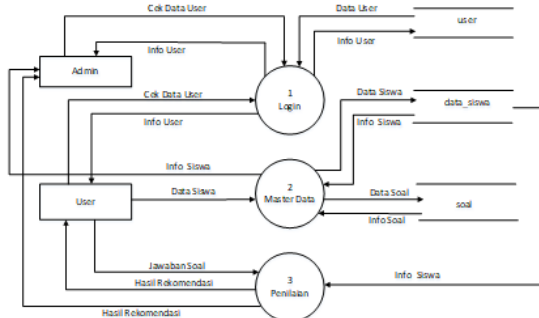 Cek Data User
Data User
user
Info User
Info User
Admin
1
Login
Cek Data User
Data Siswa
data_siswa
Info User
Info Siswa
Info Siswa
2
Master Data
Data Soal
User
Data Siswa
soal
Info Soal
Jawaban Soal
3
Penilaian
Info Siswa
Hasil Rekomendasi
Hasil Rekomendasi